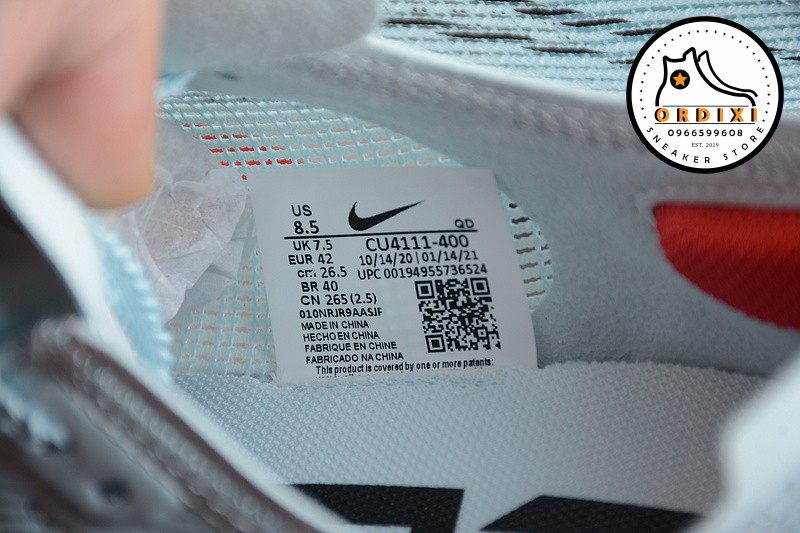 US
8.5
QD
UK 7.5
CU4111-400
EUR 42
10/14/20 | 01/14/21
cm 26.5
UPC 00194955736524
BR 40
CN 265 (2.5)
010NRJR9AASJF
MADE IN CHINA
HECHO EN CHINA
FABRIQUE EN CHINE
FABRICADO NA CHINA
This product is covered by one or more patents:
ORDIXI
0966599608
EST. 2019
SNEAKER STORE